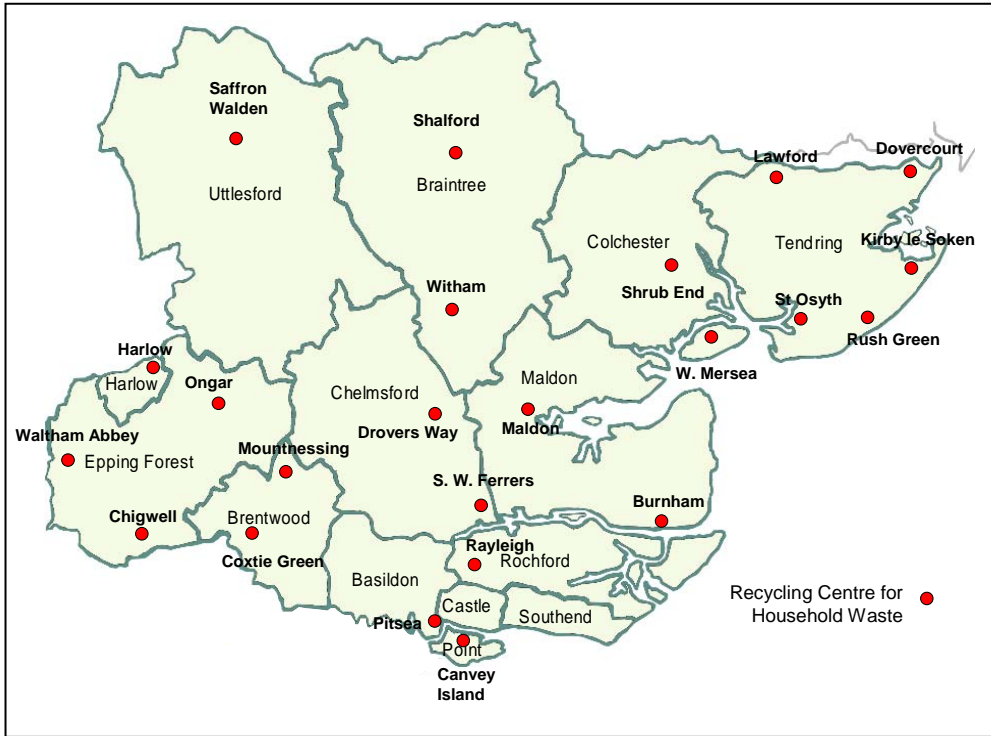 Saffron
Walden
Shalford
Uttlesford
Braintree
Lawford
Dovercourt
Colchester
Tendring
Kirby le Soken
Witham
Shrub End
St Osyth
Rush Green
Harlow
Harlow
Ongar
W. Mersea
Maldon
Chelmsford
Drovers Way
Maldon
Waltham Abbey
Epping Forest
Mountnessing
S. W. Ferrers
Burnham
Chigwell
Brentwood
Coxtie Green
Rayleigh
Rochford
Basildon
Castle
Southend
Pitsea
Point
Canvey
Island
Recycling Centre for
Household Waste